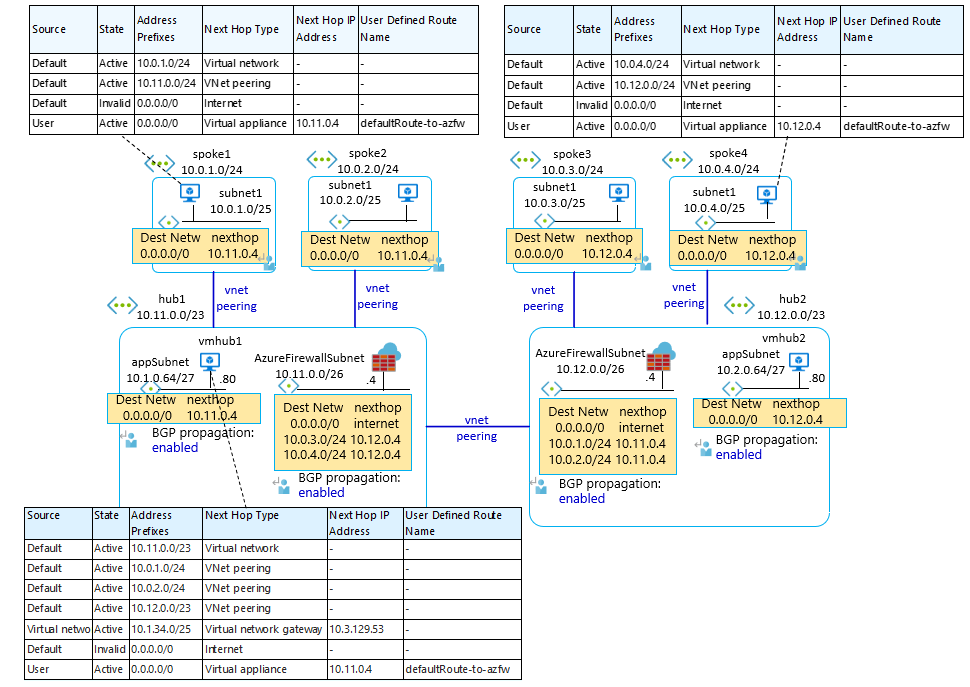 Source State Address Prefixes Next Hop Type Next Hop IP Address User Defined Route Name
Default Active 10.0.1.0/24 Virtual network - -
Default Active 10.11.0.0/24 VNet peering - -
Default Invalid 0.0.0.0/0 Internet - -
User Active 0.0.0.0/0 Virtual appliance 10.11.0.4 defaultRoute-to-azfw
Source State Address Prefixes Next Hop Type Next Hop IP Address User Defined Route Name
Default Active 10.0.4.0/24 Virtual network - -
Default Active 10.12.0.0/24 VNet peering - -
Default Invalid 0.0.0.0/0 Internet - -
User Active 0.0.0.0/0 Virtual appliance 10.12.0.4 defaultRoute-to-azfw
spoke1
10.0.1.0/24
subnet1
10.0.1.0/25
Dest Netw nexthop
0.0.0.0/0 10.11.0.4
spoke2
10.0.2.0/24
subnet1
10.0.2.0/25
Dest Netw nexthop
0.0.0.0/0 10.11.0.4
spoke3
10.0.3.0/24
subnet1
10.0.3.0/25
Dest Netw nexthop
0.0.0.0/0 10.12.0.4
spoke4
10.0.4.0/24
subnet1
10.0.4.0/25
Dest Netw nexthop
0.0.0.0/0 10.12.0.4
vnet
peering
vnet
peering
vnet
peering
vnet
peering
hub1
10.11.0.0/23
vmhub1
appSubnet
10.1.0.64/27
.80
Dest Netw nexthop
0.0.0.0/0 10.11.0.4
BGP propagation:
enabled
AzureFirewallSubnet
10.11.0.0/26
.4
Dest Netw nexthop
0.0.0.0/0 internet
10.0.3.0/24 10.12.0.4
10.0.4.0/24 10.12.0.4
BGP propagation:
enabled
vnet
peering
hub2
10.12.0.0/23
AzureFirewallSubnet
10.12.0.0/26
.4
Dest Netw nexthop
0.0.0.0/0 internet
10.0.1.0/24 10.11.0.4
10.0.2.0/24 10.11.0.4
BGP propagation:
enabled
vmhub2
appSubnet
10.2.0.64/27
.80
Dest Netw nexthop
0.0.0.0/0 10.12.0.4
BGP propagation:
enabled
Source State Address Prefixes Next Hop Type Next Hop IP Address User Defined Route Name
Default Active 10.11.0.0/23 Virtual network - -
Default Active 10.0.1.0/24 VNet peering - -
Default Active 10.0.2.0/24 VNet peering - -
Default Active 10.12.0.0/23 VNet peering - -
Virtual netwo Active 10.1.34.0/25 Virtual network gateway 10.3.129.53 -
Default Invalid 0.0.0.0/0 Internet - -
User Active 0.0.0.0/0 Virtual appliance 10.11.0.4 defaultRoute-to-azfw